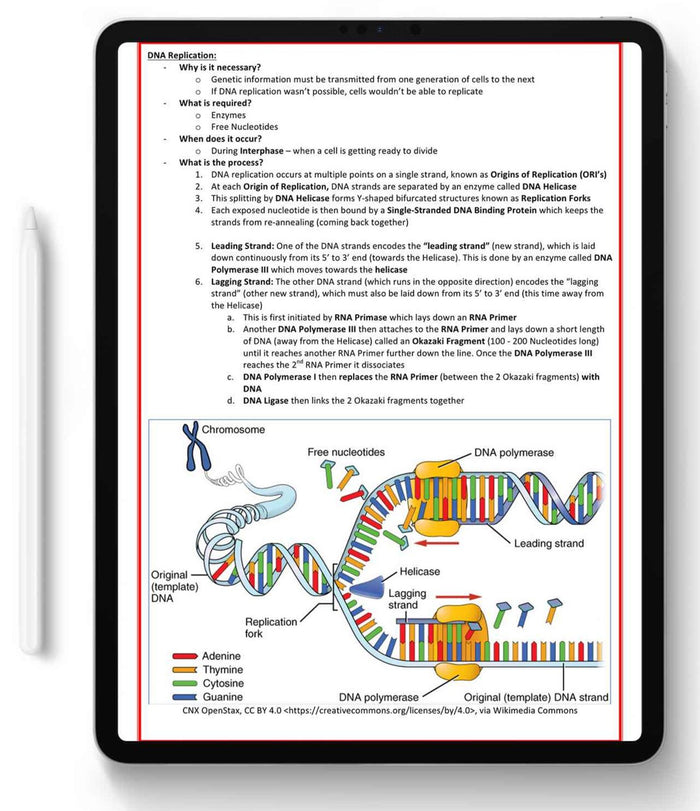 DNA Replication:
- Why is it necessary?
o Genetic information must be transmitted from one generation of cells to the next
o If DNA replication wasn't possible, cells wouldn't be able to replicate
- What is required?
o Enzymes
o Free Nucleotides
- When does it occur?
o During Interphase – when a cell is getting ready to divide
- What is the process?
1. DNA replication occurs at multiple points on a single strand, known as Origins of Replication (ORI's)
2. At each Origin of Replication, DNA strands are separated by an enzyme called DNA Helicase
3. This splitting by DNA Helicase forms Y-shaped bifurcated structures known as Replication Forks
4. Each exposed nucleotide is then bound by a Single-Stranded DNA Binding Protein which keeps the
strands from re-annealing (coming back together)
5. Leading Strand: One of the DNA strands encodes the "leading strand" (new strand), which is laid
down continuously from its 5' to 3' end (towards the Helicase). This is done by an enzyme called DNA
Polymerase III which moves towards the helicase
6. Lagging Strand: The other DNA strand (which runs in the opposite direction) encodes the "lagging
strand" (other new strand), which must also be laid down from its 5' to 3' end (this time away from
the Helicase)
a. This is first initiated by RNA Primase which lays down an RNA Primer
b. Another DNA Polymerase III then attaches to the RNA Primer and lays down a short length
of DNA (away from the Helicase) called an Okazaki Fragment (100 - 200 Nucleotides long)
until it reaches another RNA Primer further down the line. Once the DNA Polymerase III
reaches the 2nd RNA Primer it dissociates
c. DNA Polymerase I then replaces the RNA Primer (between the 2 Okazaki fragments) with
DNA
d. DNA Ligase then links the 2 Okazaki fragments together
Chromosome
Free nucleotides
DNA polymerase
Leading strand
Original
(template)
DNA
Helicase
Lagging
strand
Replication
fork
Adenine
Thymine
Cytosine
Guanine
DNA polymerase
Original (template) DNA strand
CNX OpenStax, CC BY 4.0 <https://creativecommons.org/licenses/by/4.0>, via Wikimedia Commons